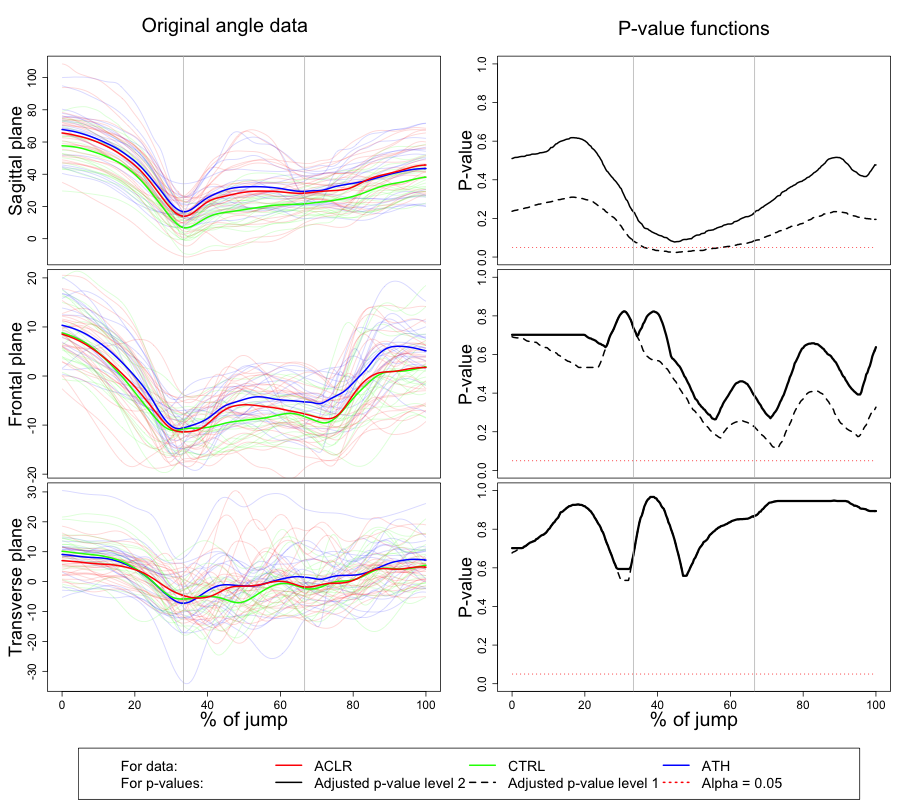 Original angle data
P-value functions
Sagittal plane
0 20 40 60 80 100
P-value
0.0 0.2 0.4 0.6 0.8 1.0
Frontal plane
-20 -10 0 10 20
P-value
0.0 0.2 0.4 0.6 0.8 1.0
Transverse plane
-30 -20 -10 0 10 20 30
P-value
0.0 0.2 0.4 0.6 0.8 1.0
0 20 40 60 80 100
% of jump
0 20 40 60 80 100
% of jump
For data: ACLR CTRL ATH
For p-values: Adjusted p-value level 2 Adjusted p-value level 1 Alpha = 0.05